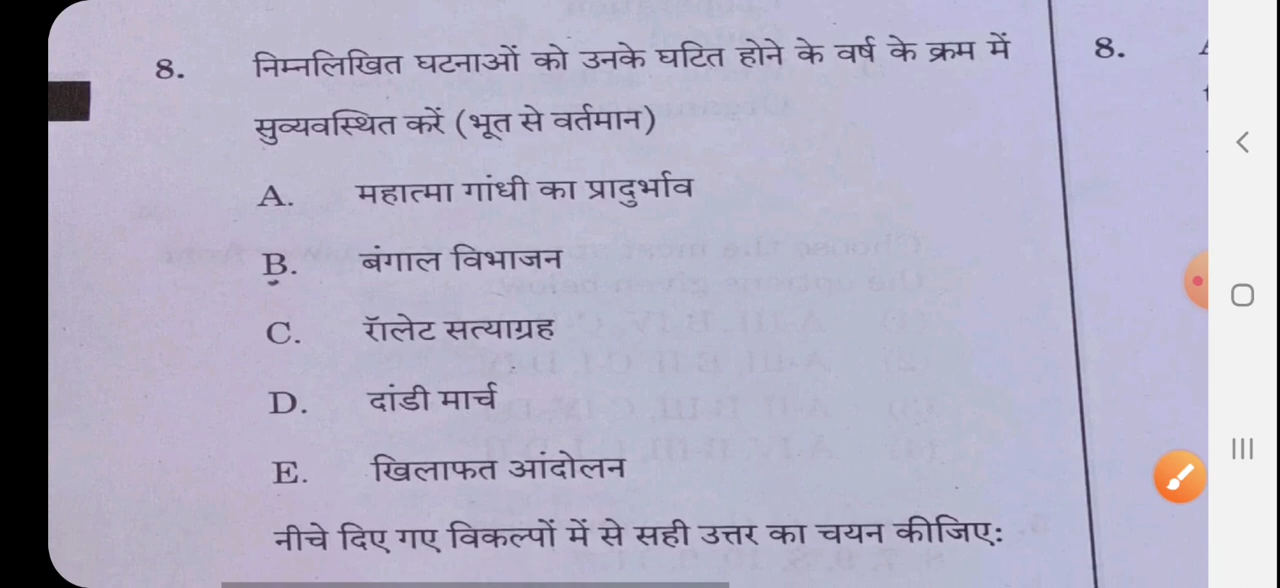 8. निम्नलिखित घटनाओं को उनके घटित होने के वर्ष के क्रम में
सुव्यवस्थित करें (भूत से वर्तमान)
A. महात्मा गांधी का प्रादुर्भाव
B. बंगाल विभाजन
C. रॉलेट सत्याग्रह
D. दांडी मार्च
E. खिलाफत आंदोलन
नीचे दिए गए विकल्पों में से सही उत्तर का चयन कीजिए:
8.